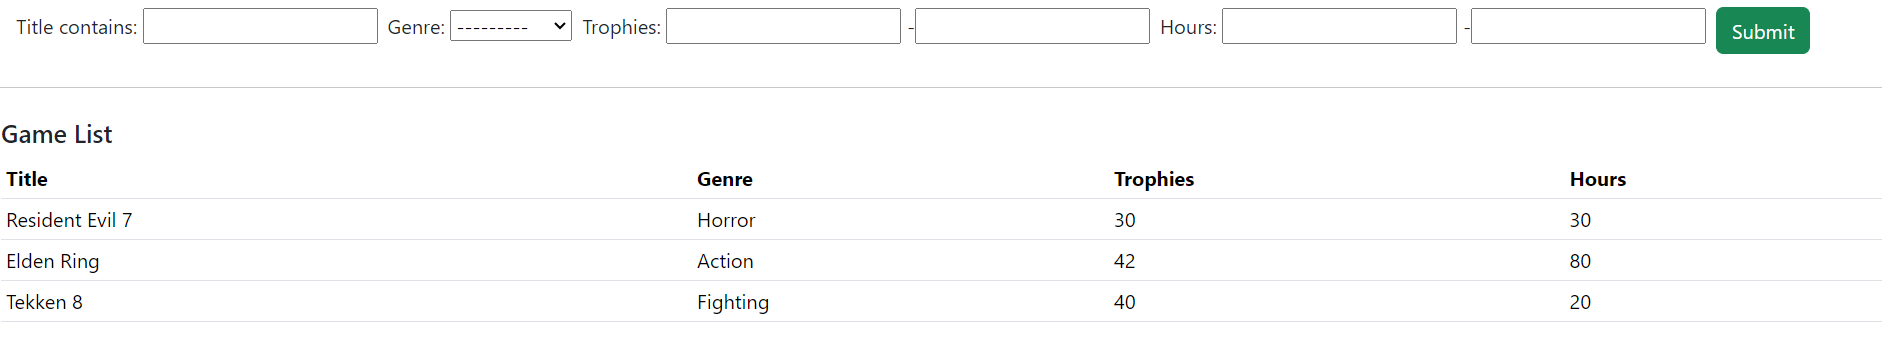 Title contains: Genre: --------- Trophies: - Hours: - Submit
Game List
Title Genre Trophies Hours
Resident Evil 7 Horror 30 30
Elden Ring Action 42 80
Tekken 8 Fighting 40 20